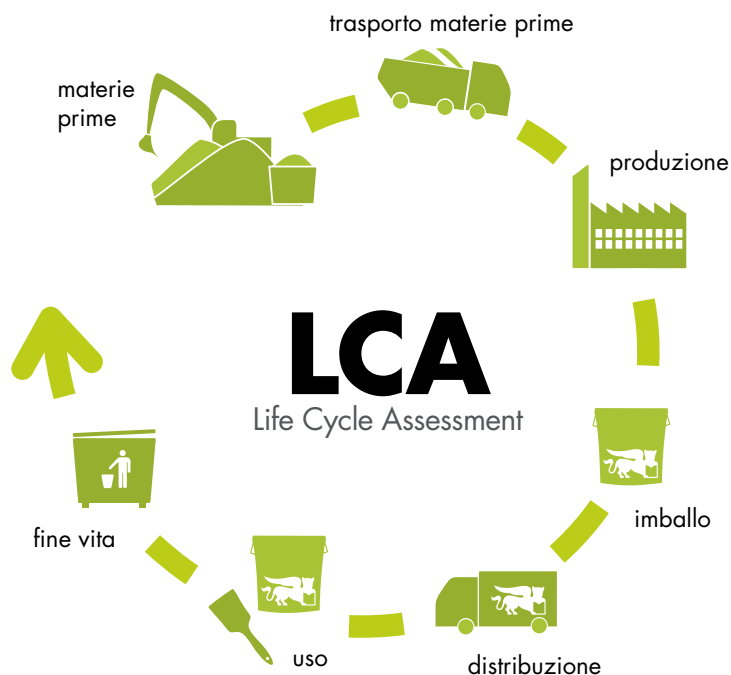 trasporto materie prime
materie
prime
produzione
LCA
Life Cycle Assessment
imballo
fine vita
uso
distribuzione